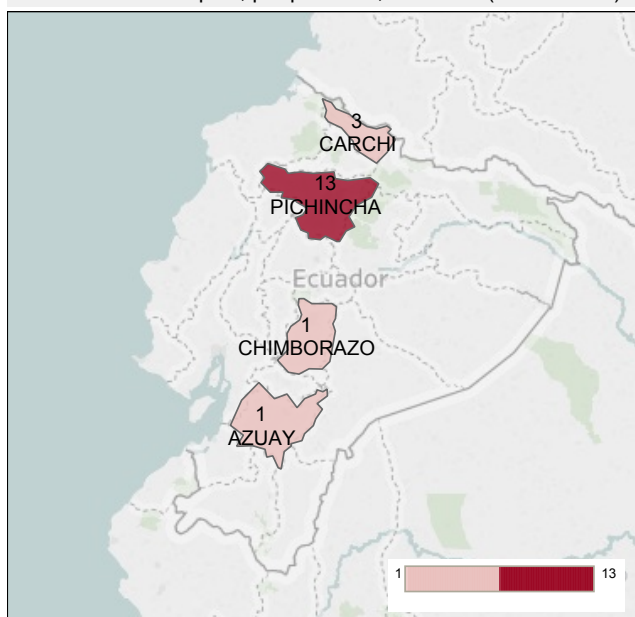 3
CARCHI
13
PICHINCHA
Ecuador
1
CHIMBORAZO
1
AZUAY
1 13